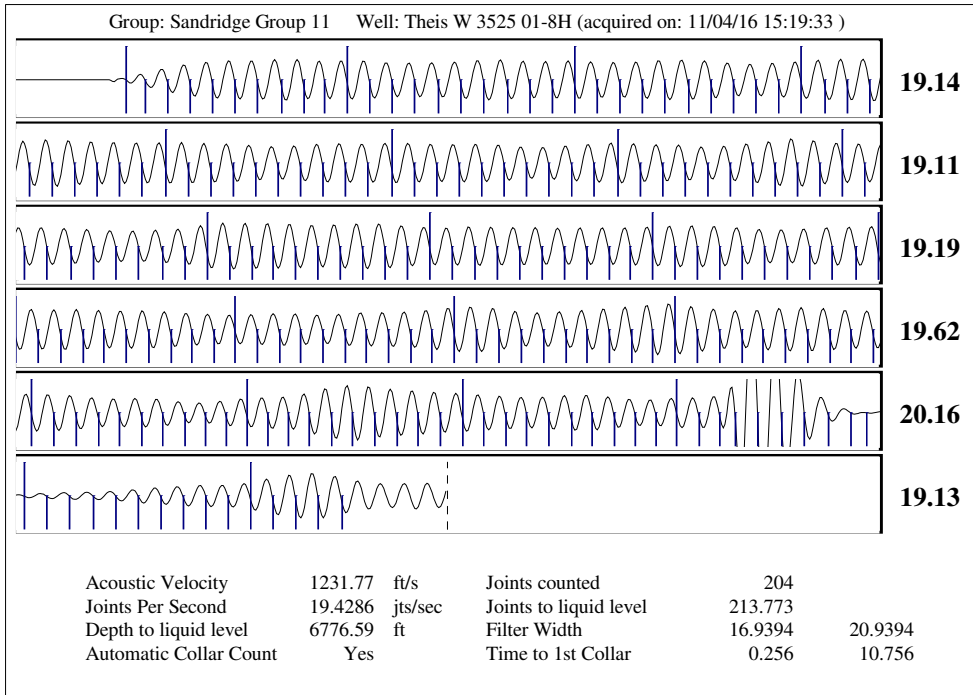 Group: Sandridge Group 11 Well: Theis W 3525 01-8H (acquired on: 11/04/16 15:19:33 )
19.14
19.11
19.19
19.62
20.16
19.13
Acoustic Velocity 1231.77 ft/s Joints counted 204
Joints Per Second 19.4286 jts/sec Joints to liquid level 213.773
Depth to liquid level 6776.59 ft Filter Width 16.9394 20.9394
Automatic Collar Count Yes Time to 1st Collar 0.256 10.756